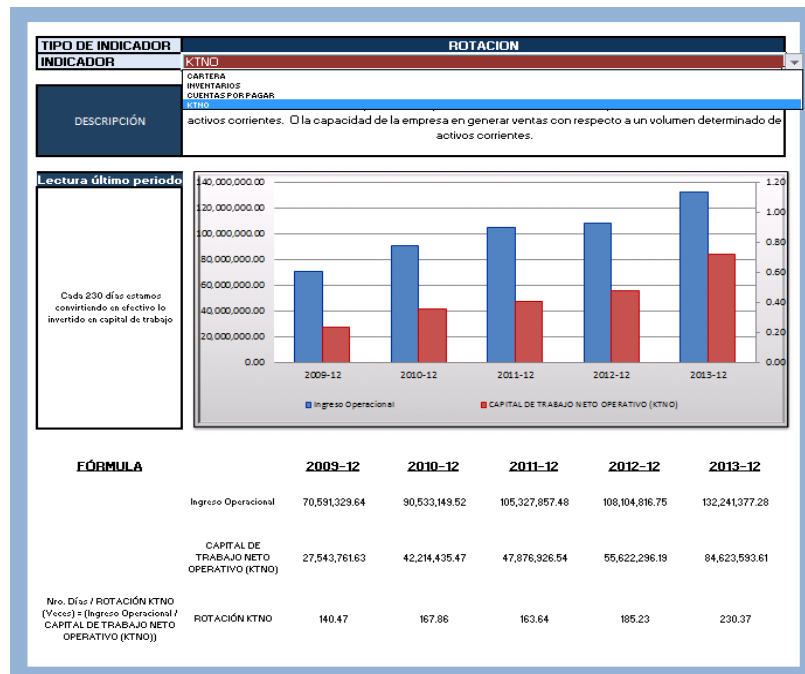 TIPO DE INDICADOR ROTACION
INDICADOR KTNO
CARTERA
INVENTARIOS
CUENTAS POR PAGAR
KTNO
DESCRIPCIÓN
activos corrientes. O la capacidad de la empresa en generar ventas con respecto a un volumen determinado de
activos corrientes.
Lectura último periodo
Cada 230 días estamos
convirtiendo en efectivo lo
invertido en capital de trabajo
140,000,000.00 1.20
120,000,000.00 1.00
100,000,000.00 0.80
80,000,000.00 0.60
60,000,000.00 0.40
40,000,000.00 0.20
20,000,000.00
0.00 0.00
2009-12 2010-12 2011-12 2012-12 2013-12
Ingreso Operacional CAPITAL DE TRABAJO NETO OPERATIVO (KTNO)
FÓRMULA 2009-12 2010-12 2011-12 2012-12 2013-12
Ingreso Operacional 70,591,329.64 90,533,149.52 105,327,857.48 108,104,816.75 132,241,377.28
CAPITAL DE
TRABAJO NETO
OPERATIVO (KTNO)
27,543,761.63 42,214,435.47 47,876,926.54 55,622,296.19 84,623,593.61
Nro. Días / ROTACIÓN KTNO
(Veces) = (Ingreso Operacional /
CAPITAL DE TRABAJO NETO
OPERATIVO (KTNO))
ROTACIÓN KTNO 140.47 167.86 163.64 185.23 230.37